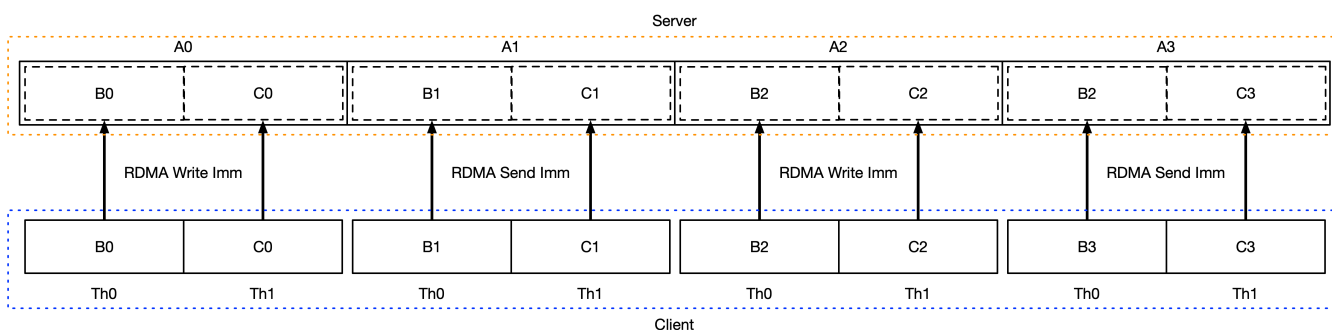 Server
A0 A1 A2 A3
B0 C0 B1 C1 B2 C2 B2 C3
RDMA Write Imm RDMA Send Imm RDMA Write Imm RDMA Send Imm
B0 C0 B1 C1 B2 C2 B3 C3
Th0 Th1 Th0 Th1 Th0 Th1 Th0 Th1
Client